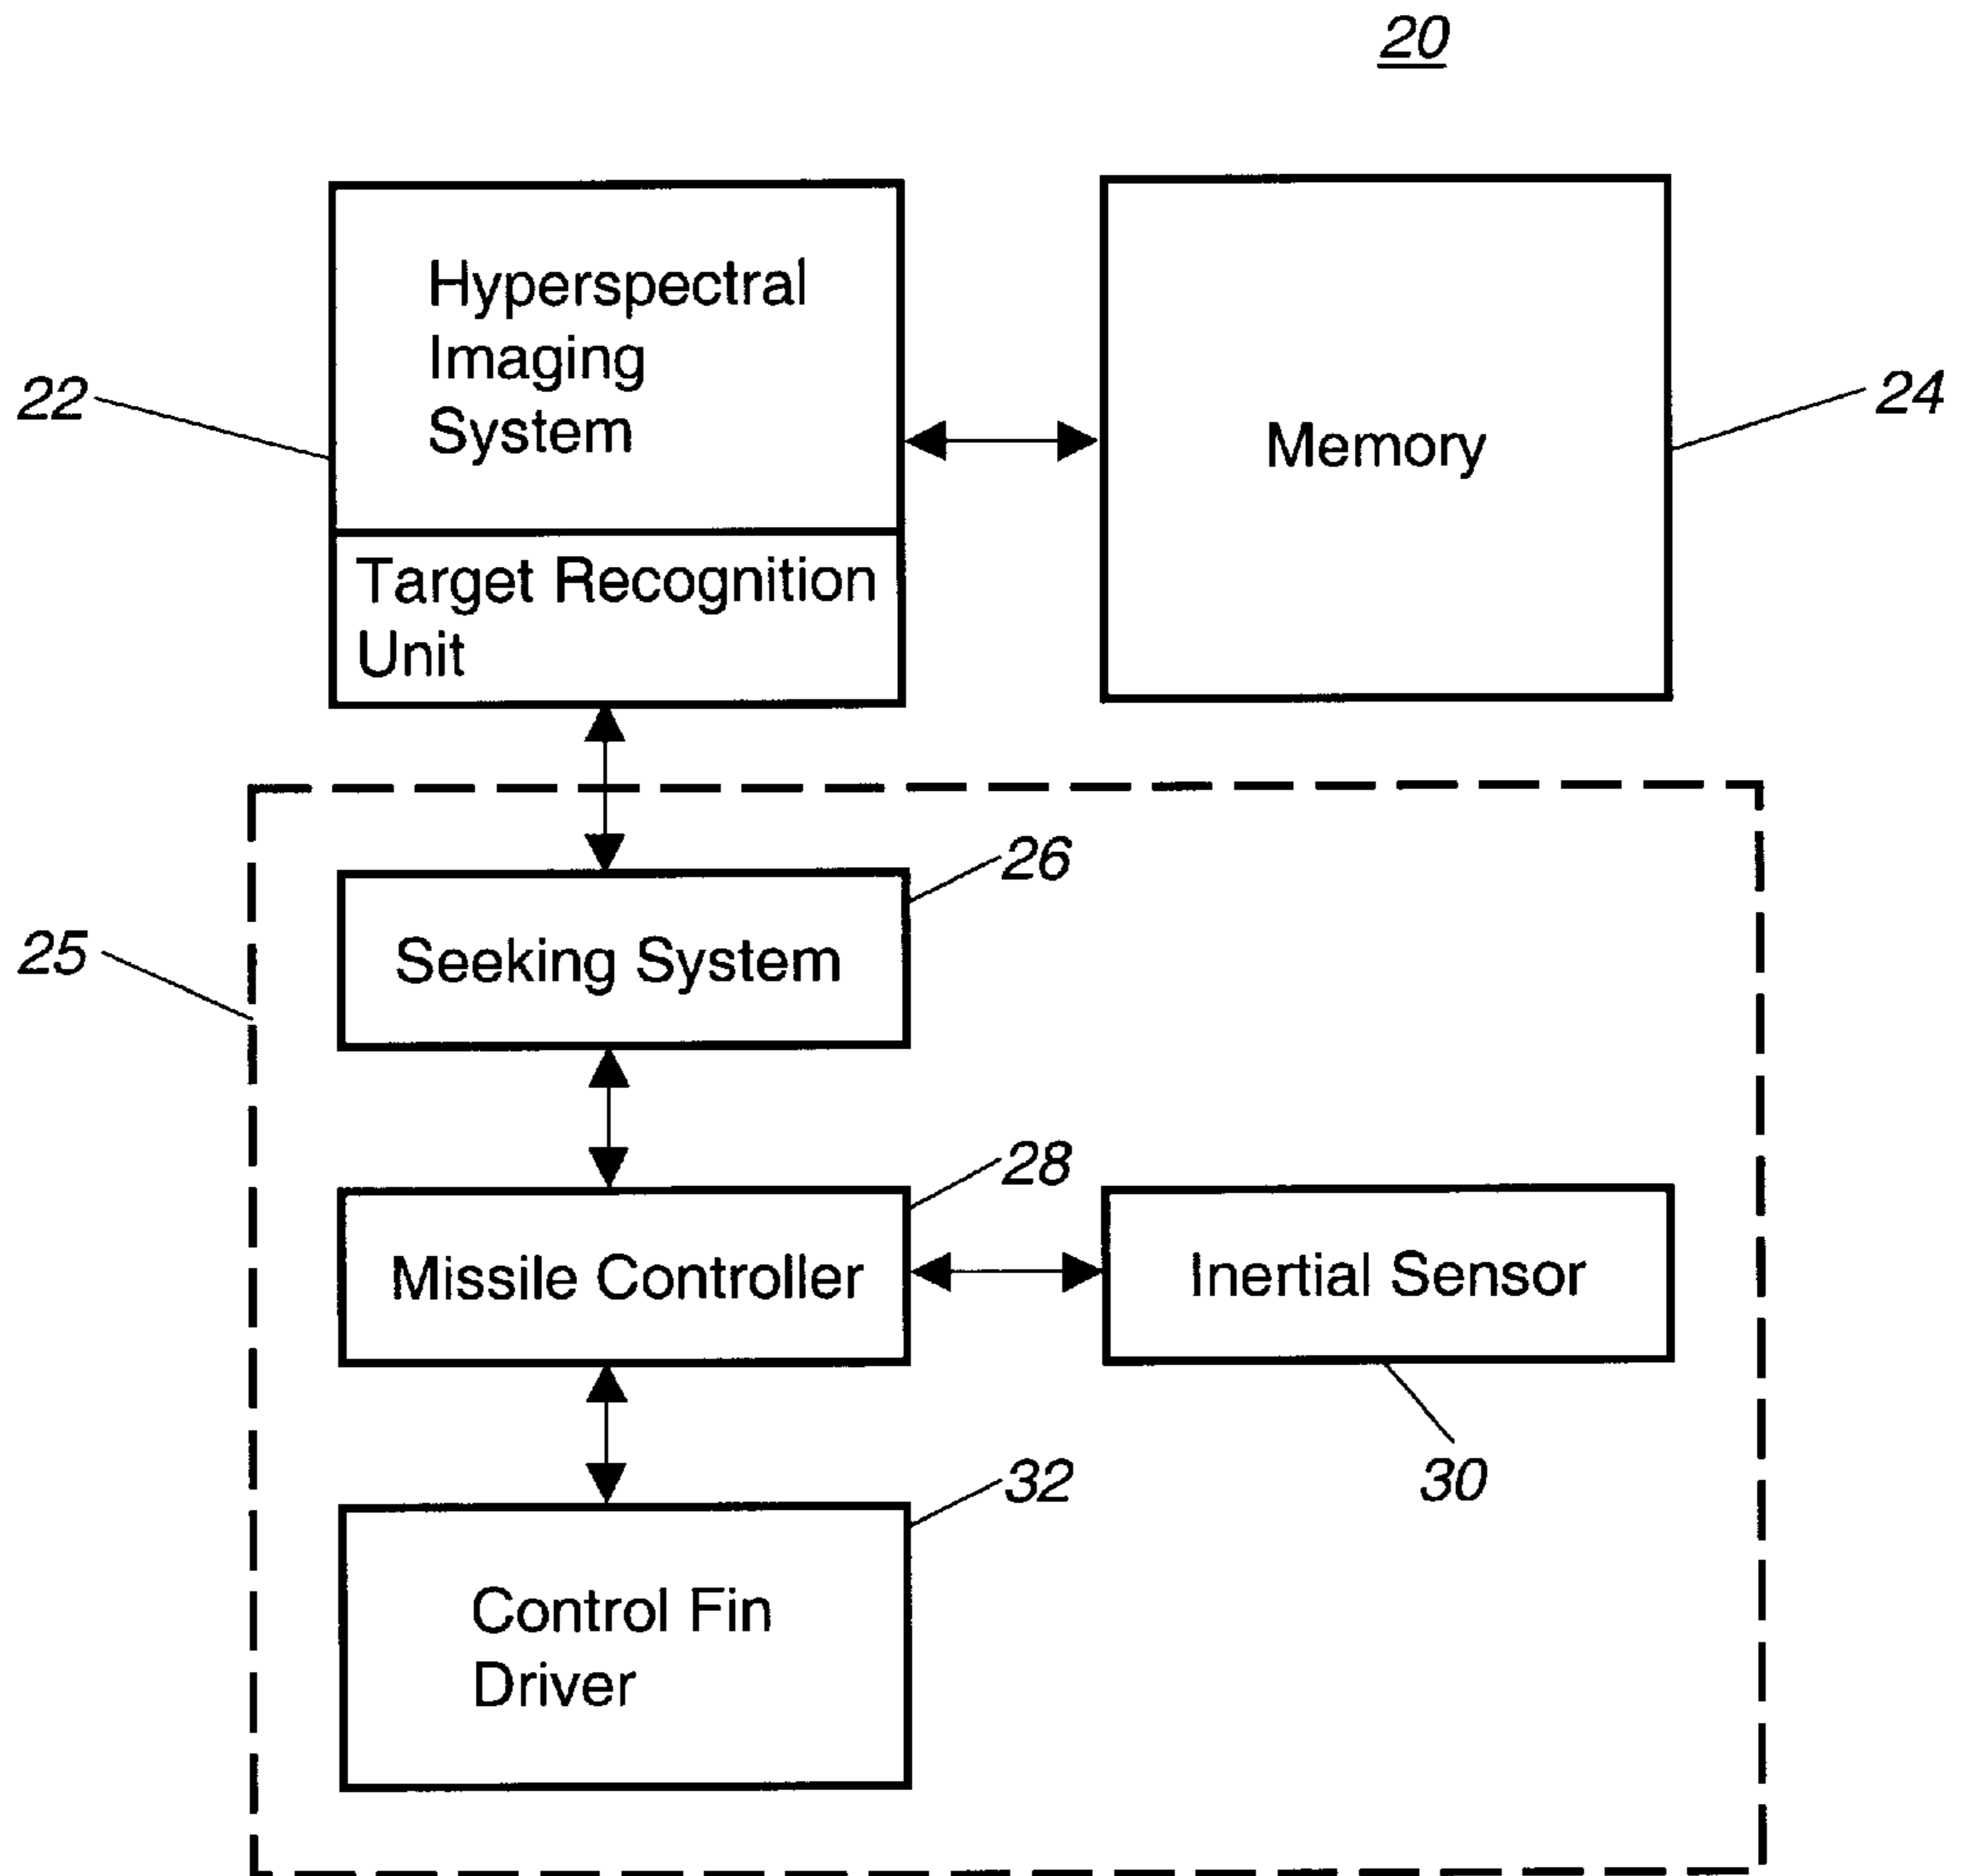 20
Hyperspectral
Imaging
System
22
Memory
24
Target Recognition
Unit
26
Seeking System
25
28
Missile Controller
Inertial Sensor
30
32
Control Fin
Driver